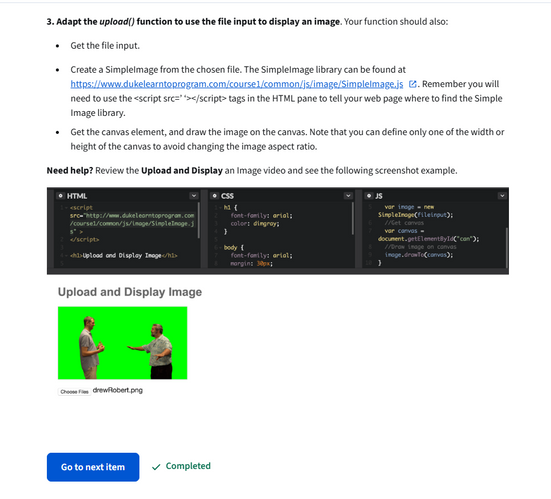 3. Adapt the upload() function to use the file input to display an image. Your function should also:
• Get the file input.
• Create a SimpleImage from the chosen file. The SimpleImage library can be found at
https://www.dukelearntoprogram.com/course1/common/js/image/SimpleImage.js . Remember you will
need to use the <script src=' '></script> tags in the HTML pane to tell your web page where to find the Simple
Image library.
• Get the canvas element, and draw the image on the canvas. Note that you can define only one of the width or
height of the canvas to avoid changing the image aspect ratio.
Need help? Review the Upload and Display an Image video and see the following screenshot example.
HTML
<script
src="http://www.dukelearntoprogram.com
/course1/common/js/image/SimpleImage.j
s" >
</script>
<h1>Upload and Display Image</h1>
CSS
h1 {
font-family: arial;
color: dimgray;
}
body {
font-family: arial;
margin: 30px;
JS
var image = new
SimpleImage(fileinput);
//Get canvas
var canvas =
document.getElementById("can");
//Draw image on canvas
image.drawTo(canvas);
}
Upload and Display Image
Choose Files drewRobert.png
Go to next item
Completed